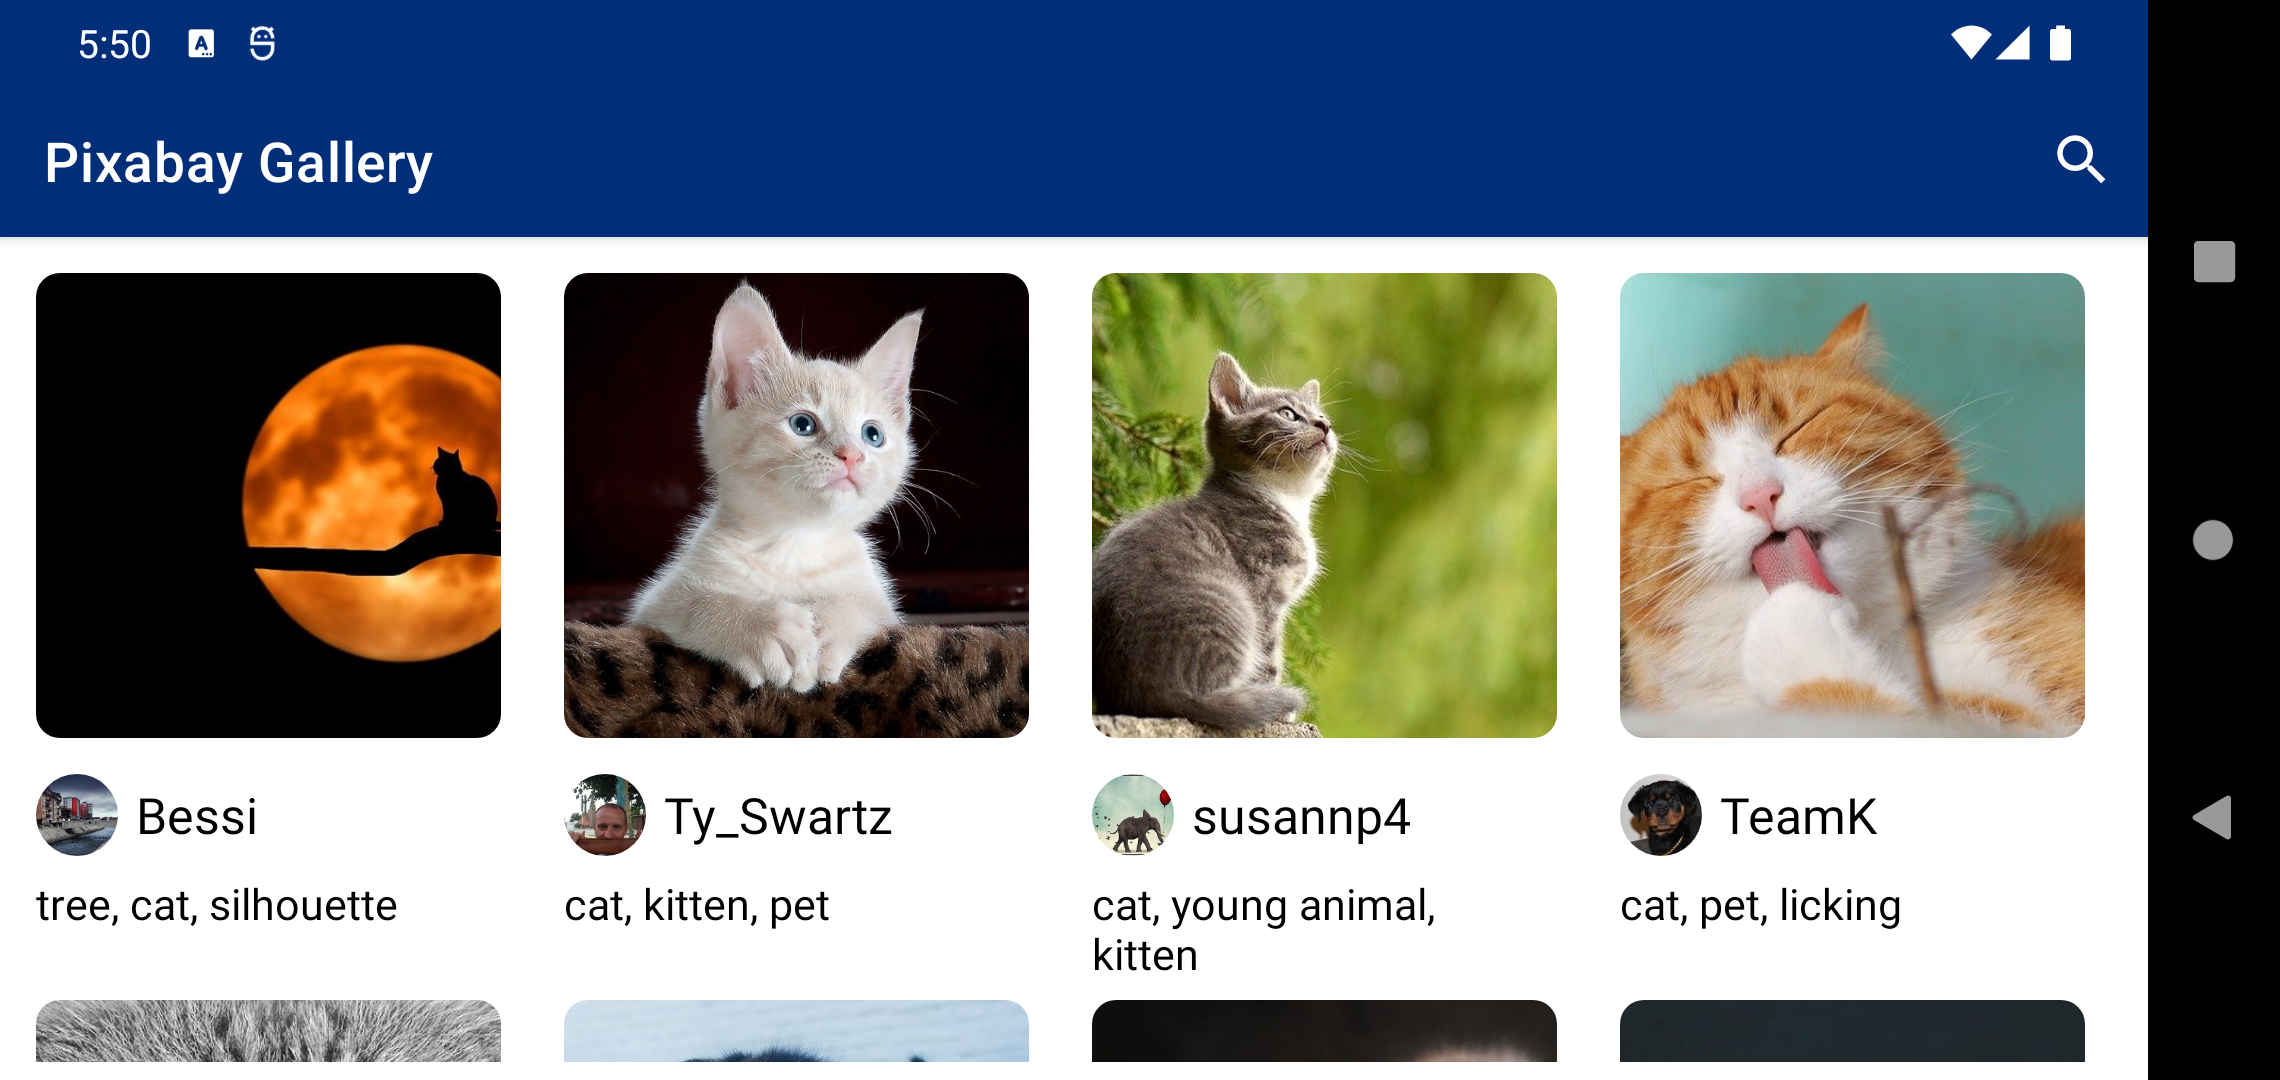 5:50
Pixabay Gallery
Bessi
Ty_Swartz
susannp4
TeamK
tree, cat, silhouette
cat, kitten, pet
cat, young animal,
kitten
cat, pet, licking